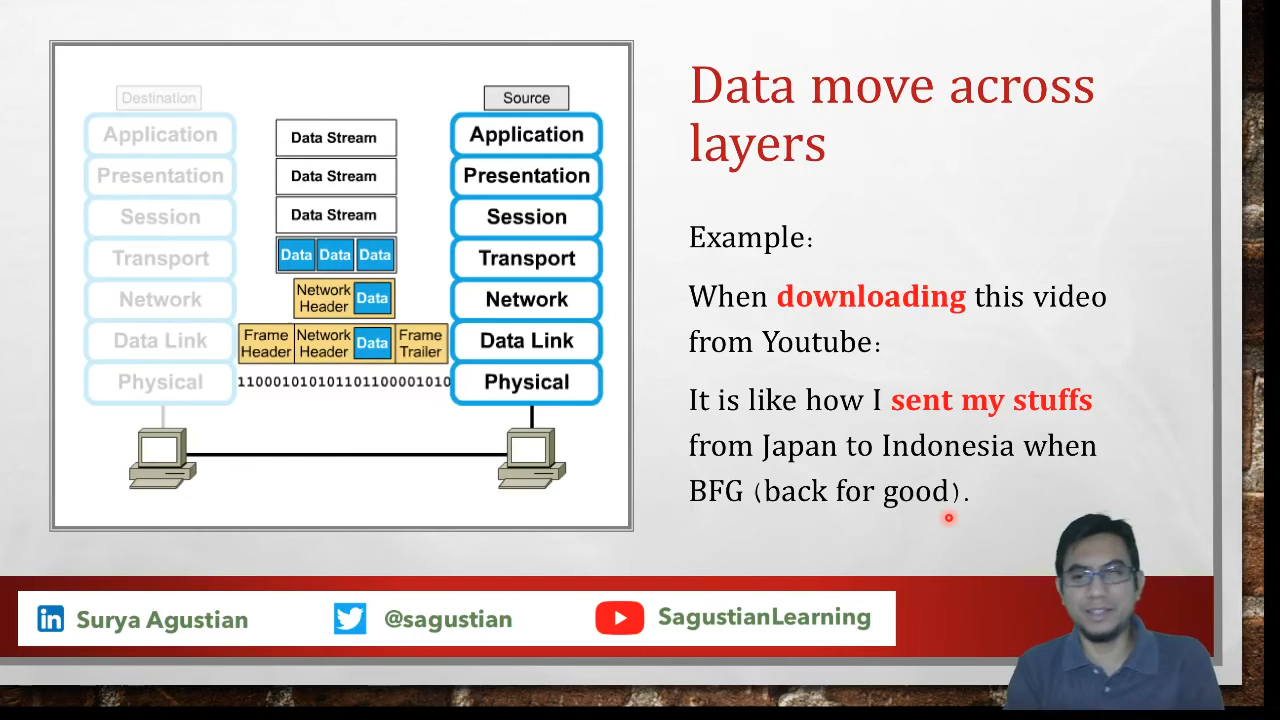 Destination
Application
Presentation
Session
Transport
Network
Data Link
Physical
Data Stream
Data Stream
Data Stream
Data Data Data
Network
Header
Data
Frame
Header
Network
Header
Data
Frame
Trailer
110001010101101100001010
Source
Application
Presentation
Session
Transport
Network
Data Link
Physical
Data move across
layers
Example:
When downloading this video
from Youtube:
It is like how I sent my stuffs
from Japan to Indonesia when
BFG (back for good).
in Surya Agustian
@sagustian
SagustianLearning